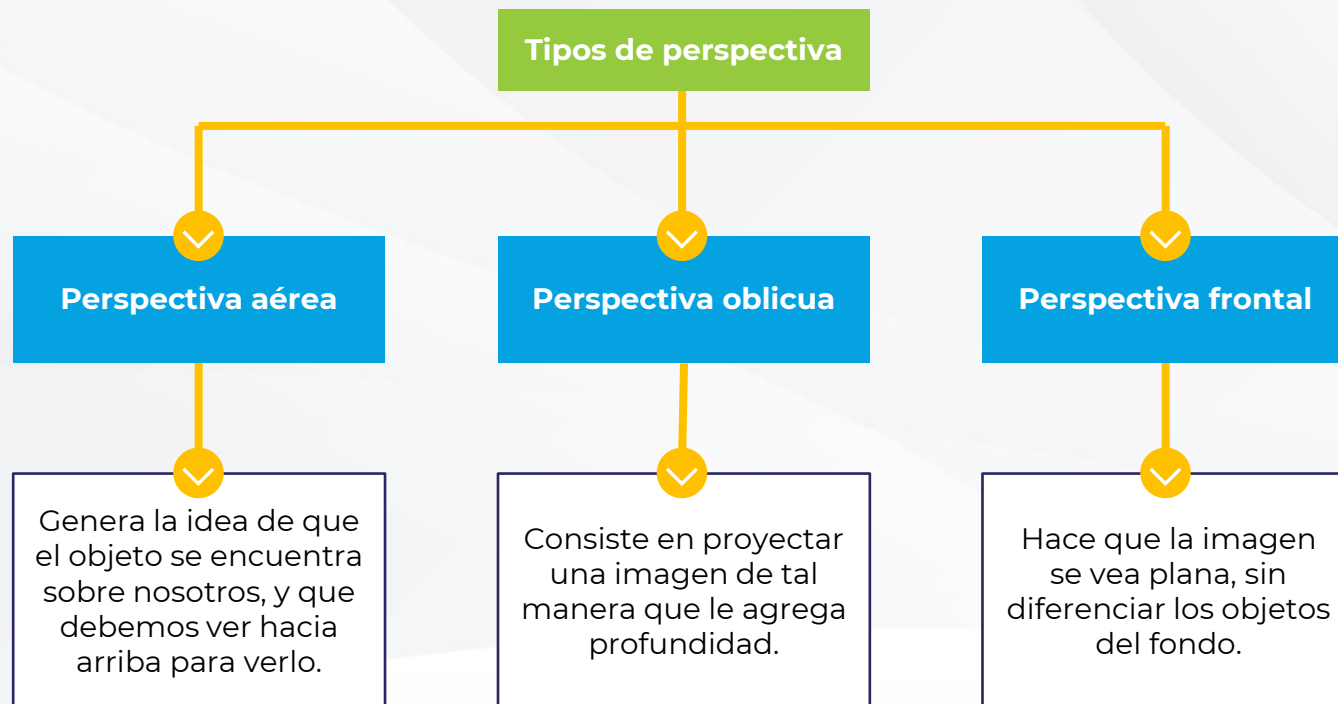 Tipos de perspectiva
Perspectiva aérea
Perspectiva oblicua
Perspectiva frontal
Genera la idea de que
el objeto se encuentra
sobre nosotros, y que
debemos ver hacia
arriba para verlo.
Consiste en proyectar
una imagen de tal
manera que le agrega
profundidad.
Hace que la imagen
se vea plana, sin
diferenciar los objetos
del fondo.